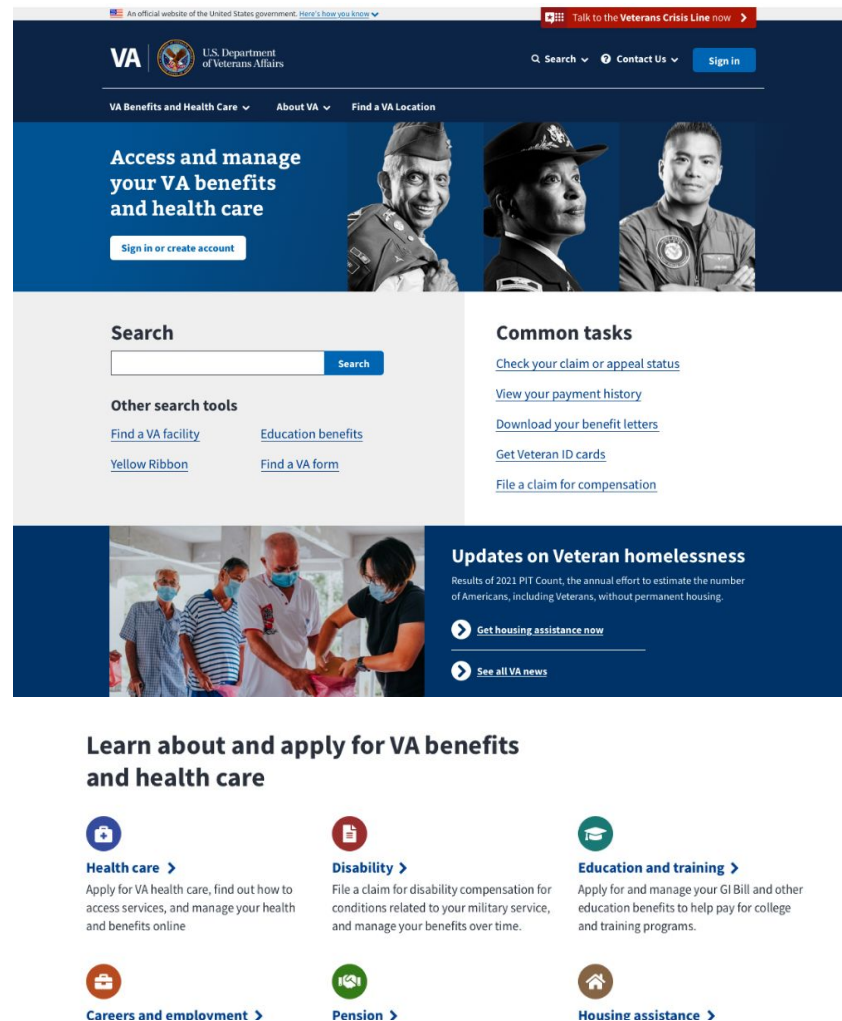 An official website of the United States government. Here's how you know
Talk to the Veterans Crisis Line now
VA
U.S. Department
of Veterans Affairs
Search
Contact Us
Sign in
VA Benefits and Health Care
About VA
Find a VA Location
Access and manage
your VA benefits
and health care
Sign in or create account
Search
Search
Other search tools
Find a VA facility
Education benefits
Yellow Ribbon
Find a VA form
Common tasks
Check your claim or appeal status
View your payment history
Download your benefit letters
Get Veteran ID cards
File a claim for compensation
Updates on Veteran homelessness
Results of 2021 PIT Count, the annual effort to estimate the number
of Americans, including Veterans, without permanent housing.
Get housing assistance now
See all VA news
Learn about and apply for VA benefits
and health care
Health care
Apply for VA health care, find out how to
access services, and manage your health
and benefits online
Disability
File a claim for disability compensation for
conditions related to your military service,
and manage your benefits over time.
Education and training
Apply for and manage your GI Bill and other
education benefits to help pay for college
and training programs.
Careers and employment
Pension
Housing assistance